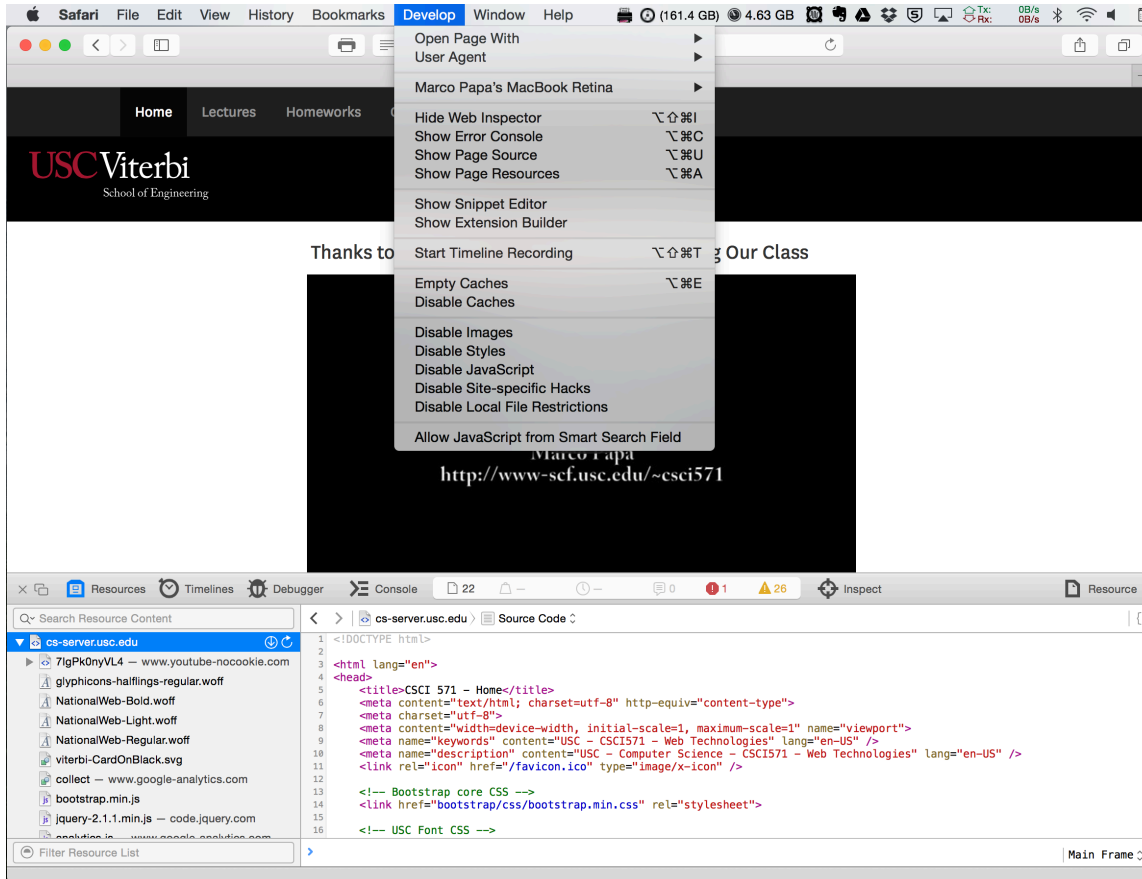 Safari File Edit View History Bookmarks Develop Window Help (161.4 GB) 4.63 GB Tx: 0B/s
Rx: 0B/s
Open Page With
User Agent
Marco Papa's MacBook Retina
Hide Web Inspector ⌥⇧⌘I
Show Error Console ⌥⌘C
Show Page Source ⌥⌘U
Show Page Resources ⌥⌘A
Show Snippet Editor
Show Extension Builder
Start Timeline Recording ⌥⇧⌘T
Empty Caches ⌥⌘E
Disable Caches
Disable Images
Disable Styles
Disable JavaScript
Disable Site-specific Hacks
Disable Local File Restrictions
Allow JavaScript from Smart Search Field
Home Lectures Homeworks
USC Viterbi
School of Engineering
Thanks to g Our Class
Marco Papa
http://www-scf.usc.edu/~csci571
Resources Timelines Debugger Console 22 – – 0 1 26 Inspect Resource
Search Resource Content
cs-server.usc.edu Source Code
cs-server.usc.edu
7IgPk0nyVL4 — www.youtube-nocookie.com
glyphicons-halflings-regular.woff
NationalWeb-Bold.woff
NationalWeb-Light.woff
NationalWeb-Regular.woff
viterbi-CardOnBlack.svg
collect — www.google-analytics.com
bootstrap.min.js
jquery-2.1.1.min.js — code.jquery.com
analytics.js — www.google-analytics.com
Filter Resource List
1 <!DOCTYPE html>
2
3 <html lang="en">
4 <head>
5 <title>CSCI 571 - Home</title>
6 <meta content="text/html; charset=utf-8" http-equiv="content-type">
7 <meta charset="utf-8">
8 <meta content="width=device-width, initial-scale=1, maximum-scale=1" name="viewport">
9 <meta name="keywords" content="USC - CSCI571 - Web Technologies" lang="en-US" />
10 <meta name="description" content="USC - Computer Science - CSCI571 - Web Technologies" lang="en-US" />
11 <link rel="icon" href="/favicon.ico" type="image/x-icon" />
12
13 <!-- Bootstrap core CSS -->
14 <link href="bootstrap/css/bootstrap.min.css" rel="stylesheet">
15
16 <!-- USC Font CSS -->
Main Frame